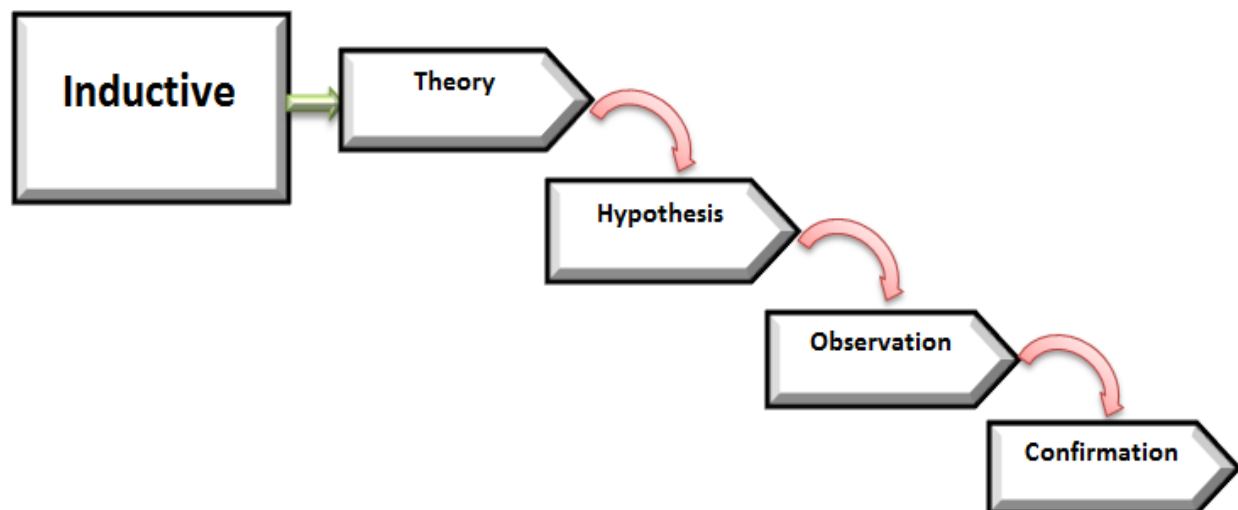 Inductive
Theory
Hypothesis
Observation
Confirmation